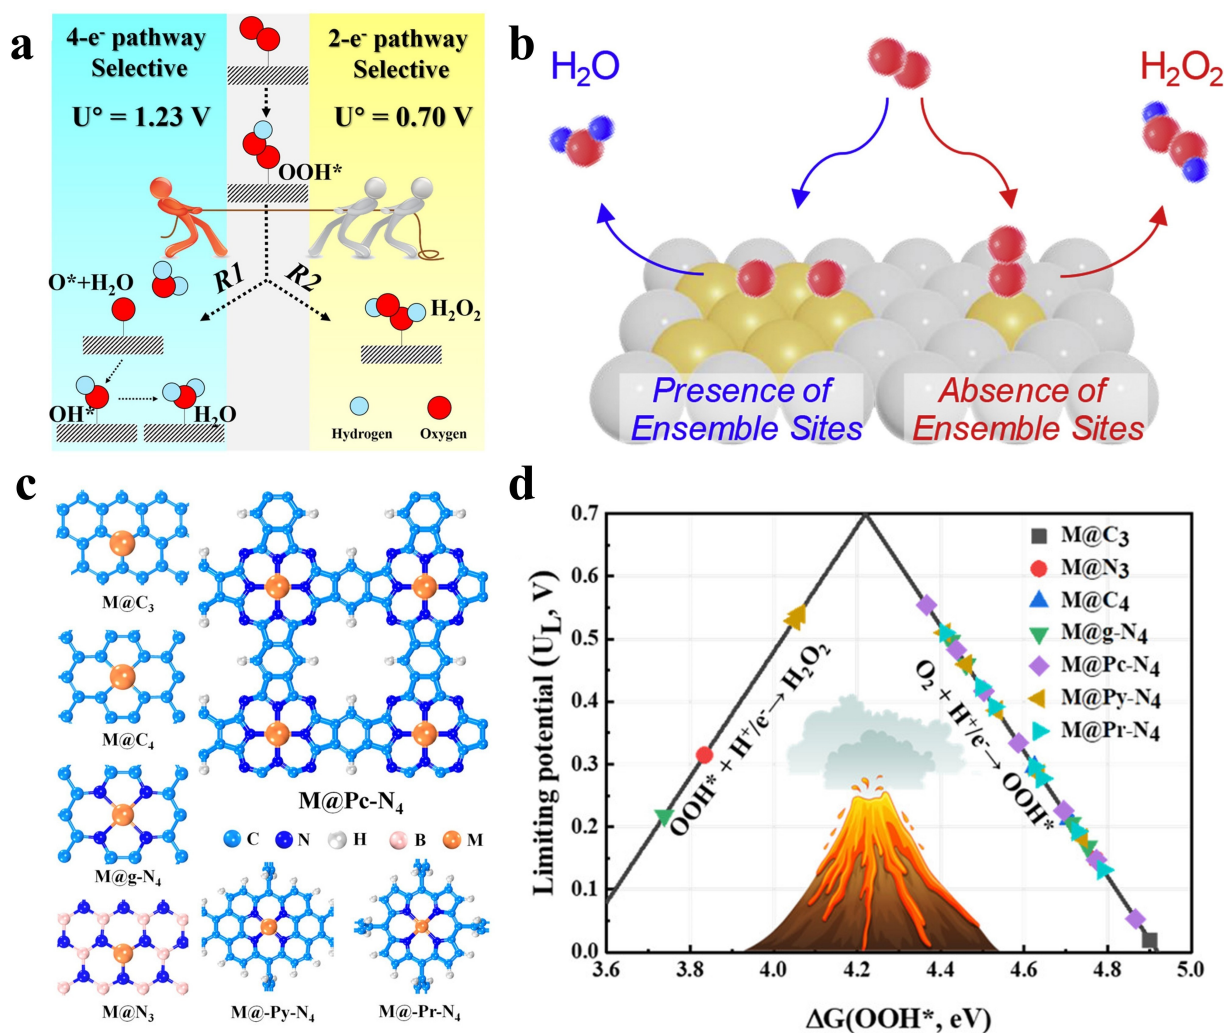 a
4-e⁻ pathway
Selective
U° = 1.23 V
2-e⁻ pathway
Selective
U° = 0.70 V
OOH*
R1
R2
O*+H₂O
H₂O₂
OH*
H₂O
Hydrogen
Oxygen
b
H₂O
H₂O₂
Presence of
Ensemble Sites
Absence of
Ensemble Sites
c
M@C₃
M@C₄
M@g-N₄
M@N₃
M@Pc-N₄
C
N
H
B
M
M@-Py-N₄
M@-Pr-N₄
d
Limiting potential (U_L, V)
0.7
0.6
0.5
0.4
0.3
0.2
0.1
0.0
3.6
3.8
4.0
4.2
4.4
4.6
4.8
5.0
ΔG(OOH*, eV)
OOH* + H⁺/e⁻→ H₂O₂
O₂ + H⁺/e⁻→ OOH*
M@C₃
M@N₃
M@C₄
M@g-N₄
M@Pc-N₄
M@Py-N₄
M@Pr-N₄